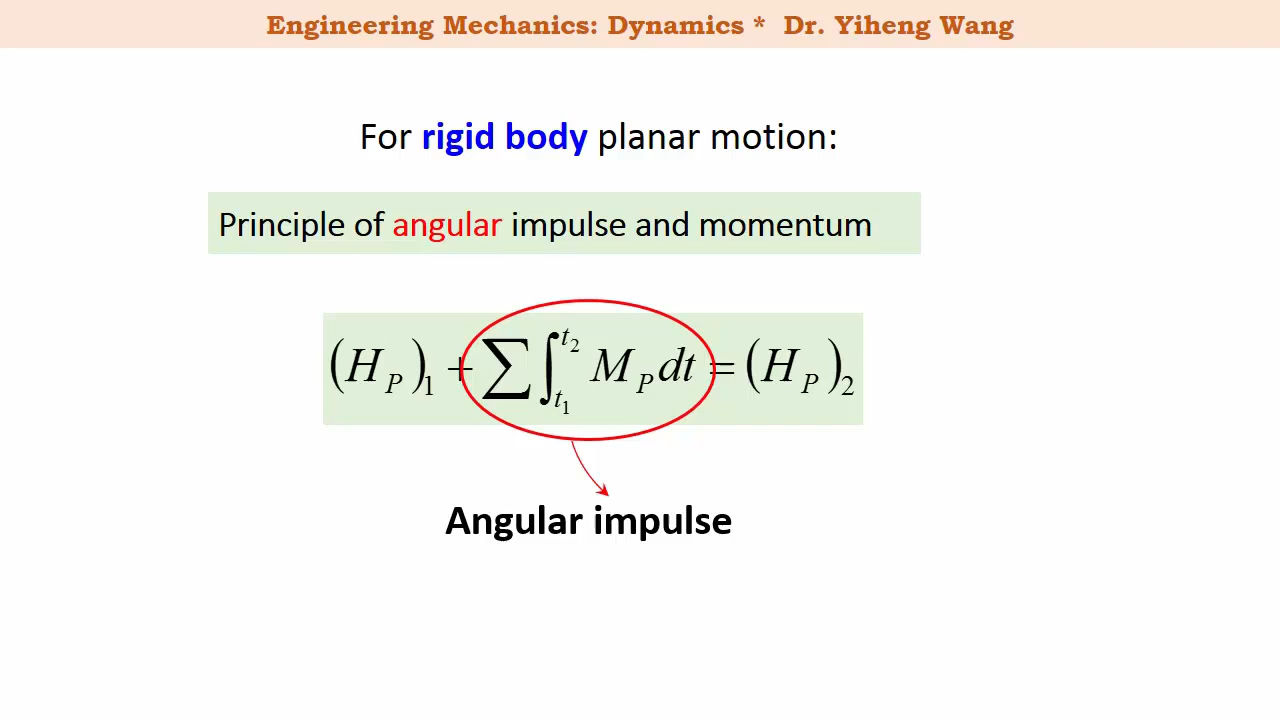 Engineering Mechanics: Dynamics * Dr. Yiheng Wang
For rigid body planar motion:
Principle of angular impulse and momentum
(H_P)_1 + ∑∫_{t_1}^{t_2} M_P dt = (H_P)_2
Angular impulse